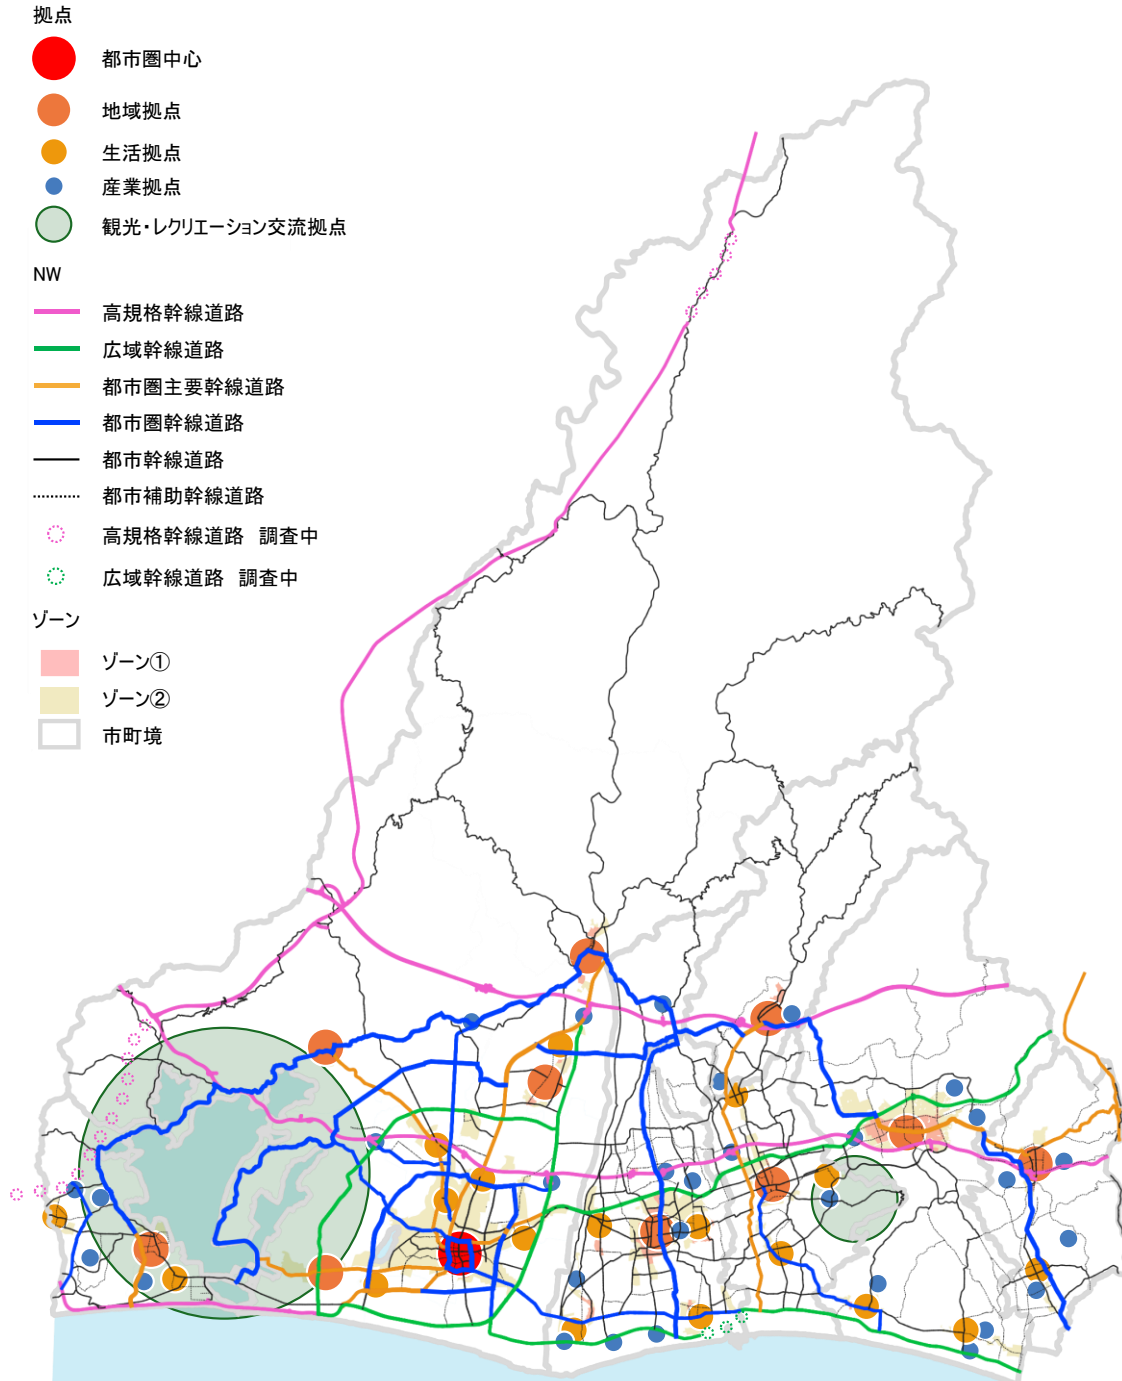 拠点
都市圏中心
地域拠点
生活拠点
産業拠点
観光・レクリエーション交流拠点
NW
高規格幹線道路
広域幹線道路
都市圏主要幹線道路
都市圏幹線道路
都市幹線道路
都市補助幹線道路
高規格幹線道路　調査中
広域幹線道路　調査中
ゾーン
ゾーン①
ゾーン②
市町境